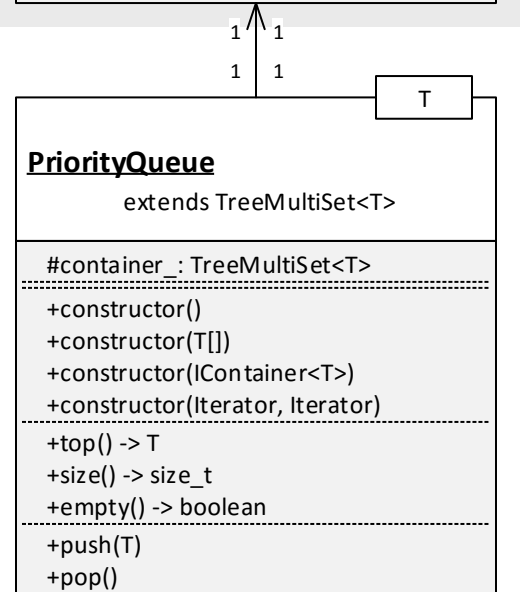 1 1
1 1
T
PriorityQueue
extends TreeMultiSet<T>
#container_: TreeMultiSet<T>
+constructor()
+constructor(T[])
+constructor(IContainer<T>)
+constructor(Iterator, Iterator)
+top() -> T
+size() -> size_t
+empty() -> boolean
+push(T)
+pop()